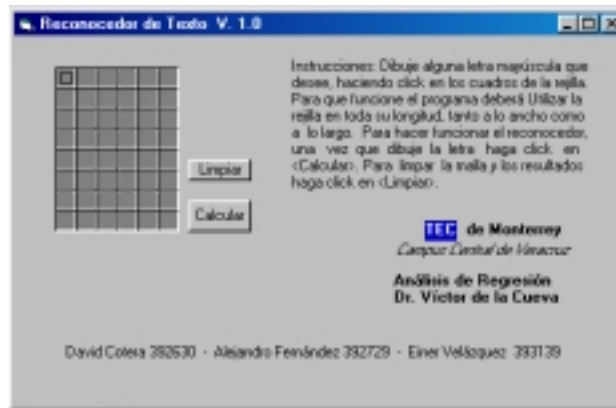 Reconocedor de Texto V. 1.0
Instrucciones: Dibuje alguna letra mayúscula que
desee, haciendo click en los cuadros de la rejilla.
Para que funcione el programa deberá Utilizar la
rejilla en toda su longitud, tanto a lo ancho como
a lo largo. Para hacer funcionar el reconocedor,
una vez que dibuje la letra haga click en
<Calcular>. Para limpar la malla y los resultados
haga click en <Limpiar>.
Limpiar
Calcular
TEC de Monterrey
Campus Central de Veracruz
Análisis de Regresión
Dr. Víctor de la Cueva
David Cotera 392630 - Alejandro Fernández 392729 - Einer Velázquez 393139